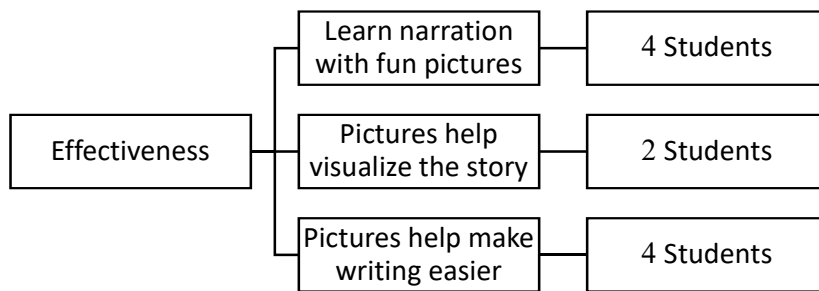 Learn narration
with fun pictures
4 Students
Effectiveness
Pictures help
visualize the story
2 Students
Pictures help make
writing easier
4 Students